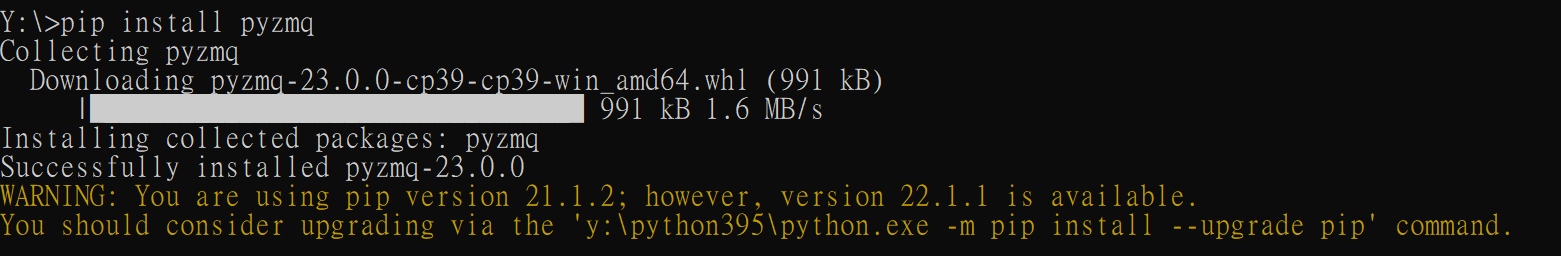 Y:\>pip install pyzmq
Collecting pyzmq
  Downloading pyzmq-23.0.0-cp39-cp39-win_amd64.whl (991 kB)
     |████████████████████████████████| 991 kB 1.6 MB/s
Installing collected packages: pyzmq
Successfully installed pyzmq-23.0.0
WARNING: You are using pip version 21.1.2; however, version 22.1.1 is available.
You should consider upgrading via the 'y:\python395\python.exe -m pip install --upgrade pip' command.